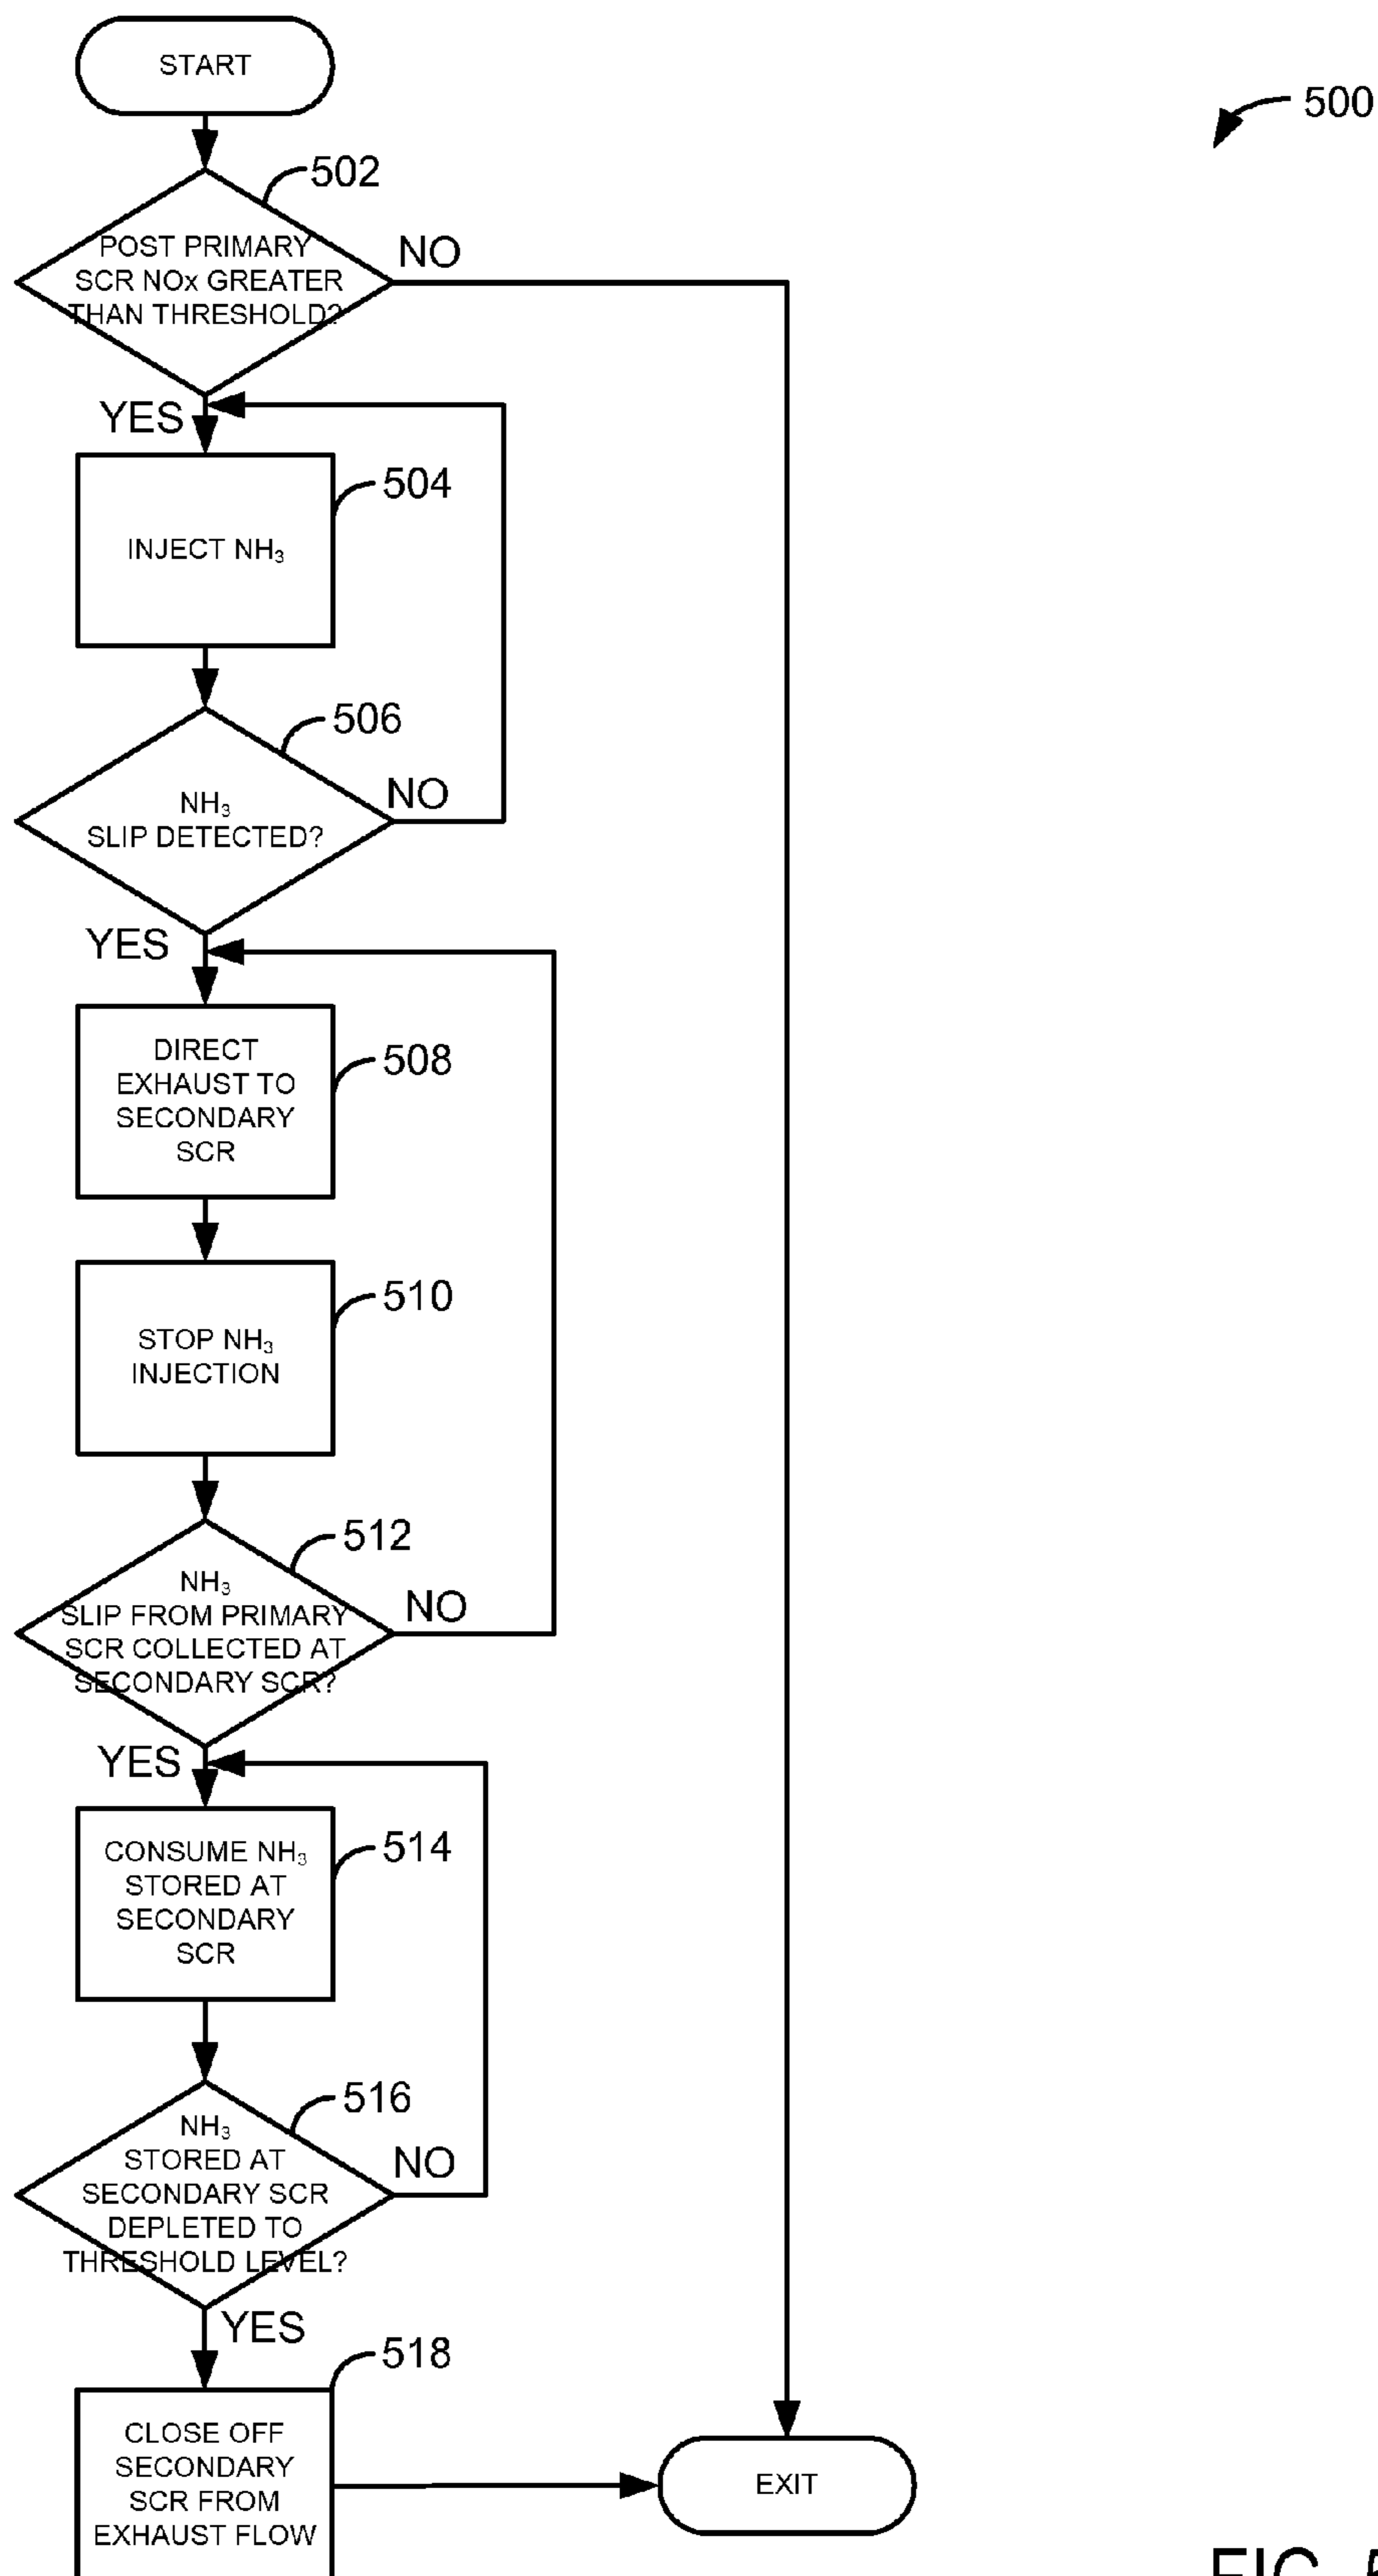 START
500
502
POST PRIMARY
SCR NOx GREATER
THAN THRESHOLD?
NO
YES
504
INJECT NH₃
506
NH₃
SLIP DETECTED?
NO
YES
DIRECT
EXHAUST TO
SECONDARY
SCR
508
510
STOP NH₃
INJECTION
512
NH₃
SLIP FROM PRIMARY
SCR COLLECTED AT
SECONDARY SCR?
NO
YES
CONSUME NH₃
STORED AT
SECONDARY
SCR
514
516
NH₃
STORED AT
SECONDARY SCR
DEPLETED TO
THRESHOLD LEVEL?
NO
YES
518
CLOSE OFF
SECONDARY
SCR FROM
EXHAUST FLOW
EXIT
FIG. 5